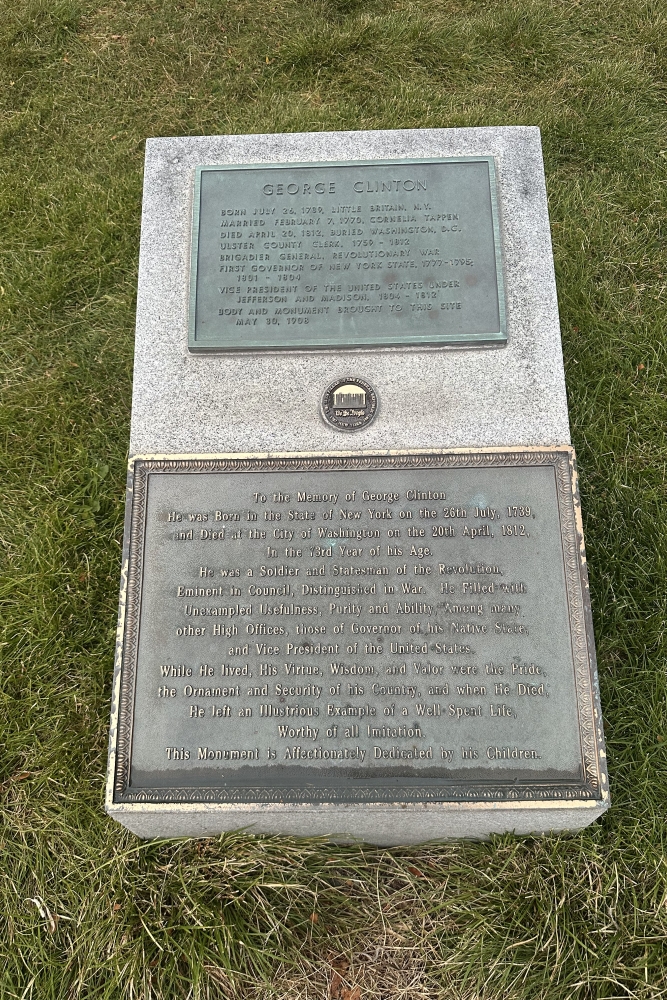 GEORGE CLINTON
BORN JULY 26, 1789, LITTLE BRITAIN, N.Y.
MARRIED FEBRUARY 7, 1770, CORNELIA TAPPEN
DIED APRIL 20, 1812, BURIED WASHINGTON, D.C.
ULSTER COUNTY CLERK, 1759 - 1812
BRIGADIER GENERAL, REVOLUTIONARY WAR
FIRST GOVERNOR OF NEW YORK STATE, 1777-1795;
1801 - 1804
VICE PRESIDENT OF THE UNITED STATES UNDER
JEFFERSON AND MADISON, 1804 - 1812
BODY AND MONUMENT BROUGHT TO THIS SITE
MAY 30, 1908
We the People
To the Memory of George Clinton
He was Born in the State of New York on the 26th July, 1739,
and Died at the City of Washington on the 20th April, 1812,
In the 73rd Year of his Age.
He was a Soldier and Statesman of the Revolution,
Eminent in Council, Distinguished in War. He Filled with
Unexampled Usefulness, Purity and Ability, Among many
other High Offices, those of Governor of his Native State,
and Vice President of the United States.
While He lived, His Virtue, Wisdom, and Valor were the Pride,
the Ornament and Security of his Country, and when He Died,
He left an Illustrious Example of a Well Spent Life,
Worthy of all Imitation.
This Monument is Affectionately Dedicated by his Children.